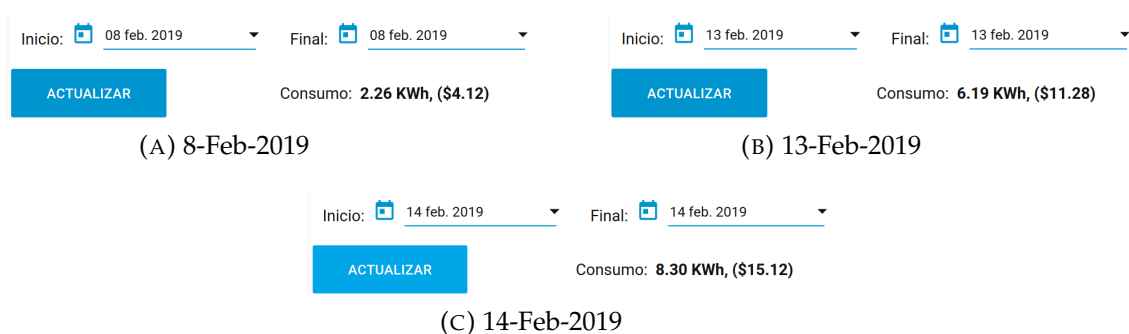 Inicio: 08 feb. 2019 Final: 08 feb. 2019
ACTUALIZAR Consumo: 2.26 KWh, ($4.12)
(A) 8-Feb-2019
Inicio: 13 feb. 2019 Final: 13 feb. 2019
ACTUALIZAR Consumo: 6.19 KWh, ($11.28)
(B) 13-Feb-2019
Inicio: 14 feb. 2019 Final: 14 feb. 2019
ACTUALIZAR Consumo: 8.30 KWh, ($15.12)
(C) 14-Feb-2019